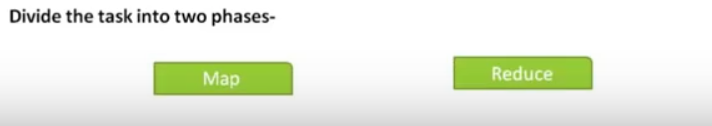 Divide the task into two phases-
Map
Reduce